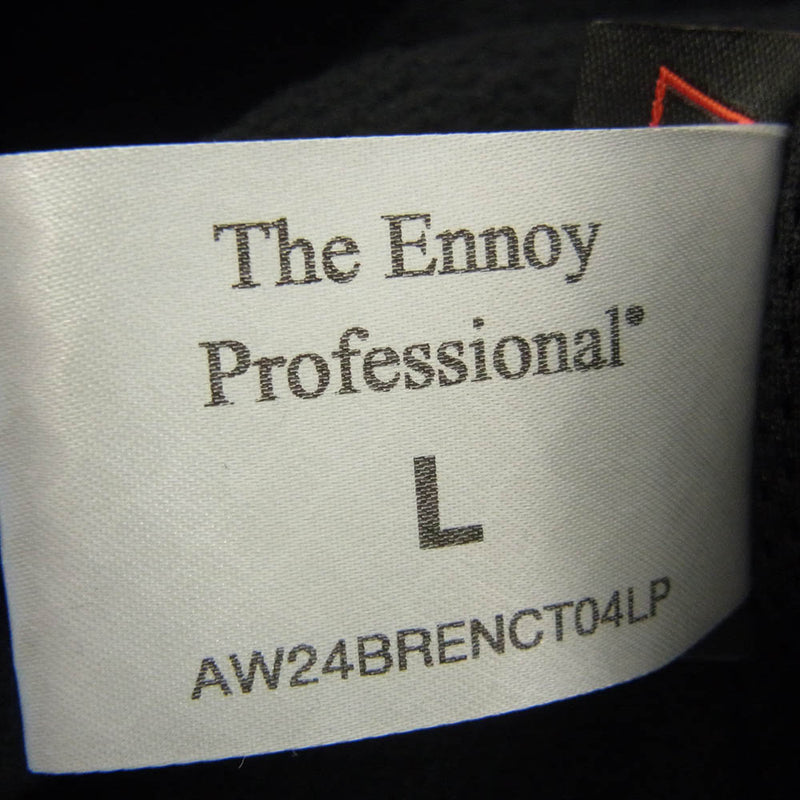 The Ennoy
Professional®
L
AW24BRENCT04LP